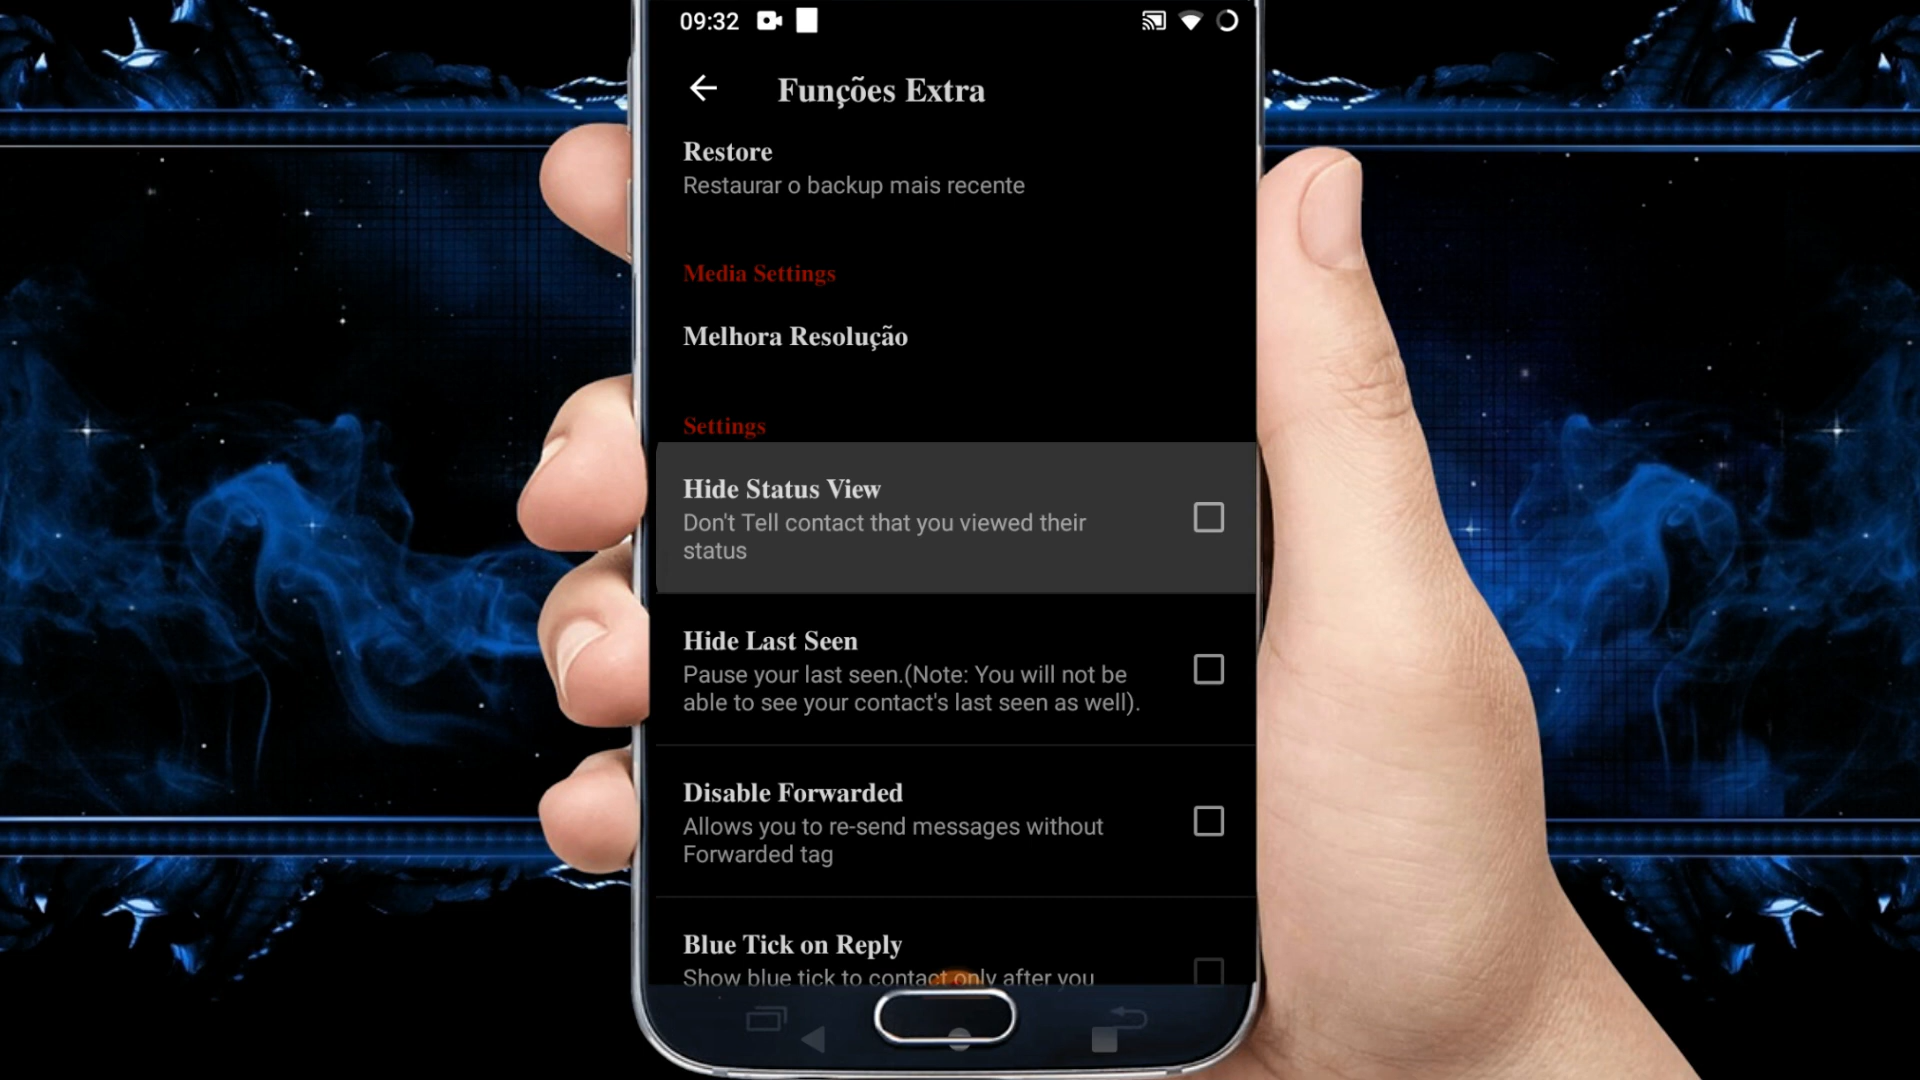 09:32
Funções Extra
Restore
Restaurar o backup mais recente
Media Settings
Melhora Resolução
Settings
Hide Status View
Don't Tell contact that you viewed their
status
Hide Last Seen
Pause your last seen.(Note: You will not be
able to see your contact's last seen as well).
Disable Forwarded
Allows you to re-send messages without
Forwarded tag
Blue Tick on Reply
Show blue tick to contact only after you